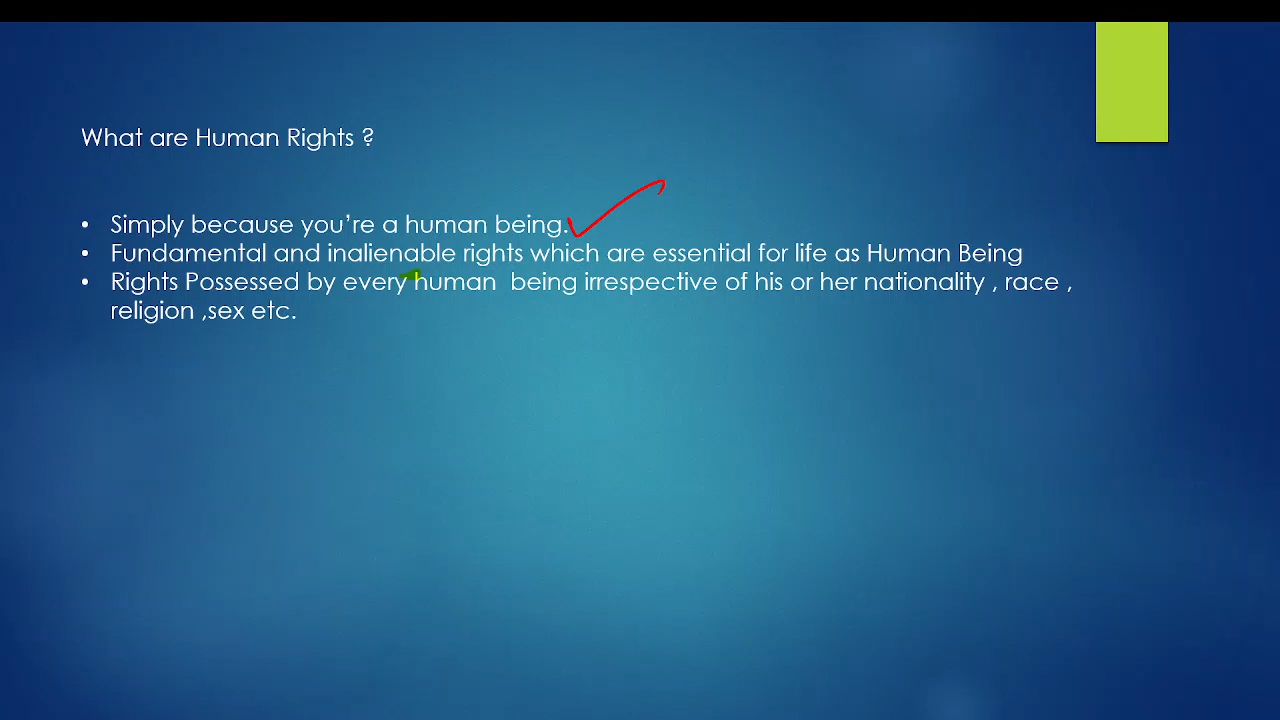 What are Human Rights ?
• Simply because you’re a human being.
• Fundamental and inalienable rights which are essential for life as Human Being
• Rights Possessed by every human  being irrespective of his or her nationality , race ,
religion ,sex etc.